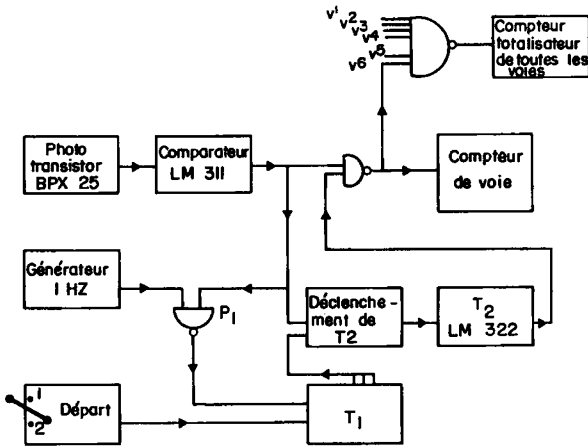 v1
v2
v3
v4
v5
v6
Compteur
totalisateur
de toutes les
voies
Photo
transistor
BPX 25
Comparateur
LM 311
Compteur
de voie
Générateur
1 HZ
P1
Déclenche-
ment de
T2
T2
LM 322
1
2
Départ
T1